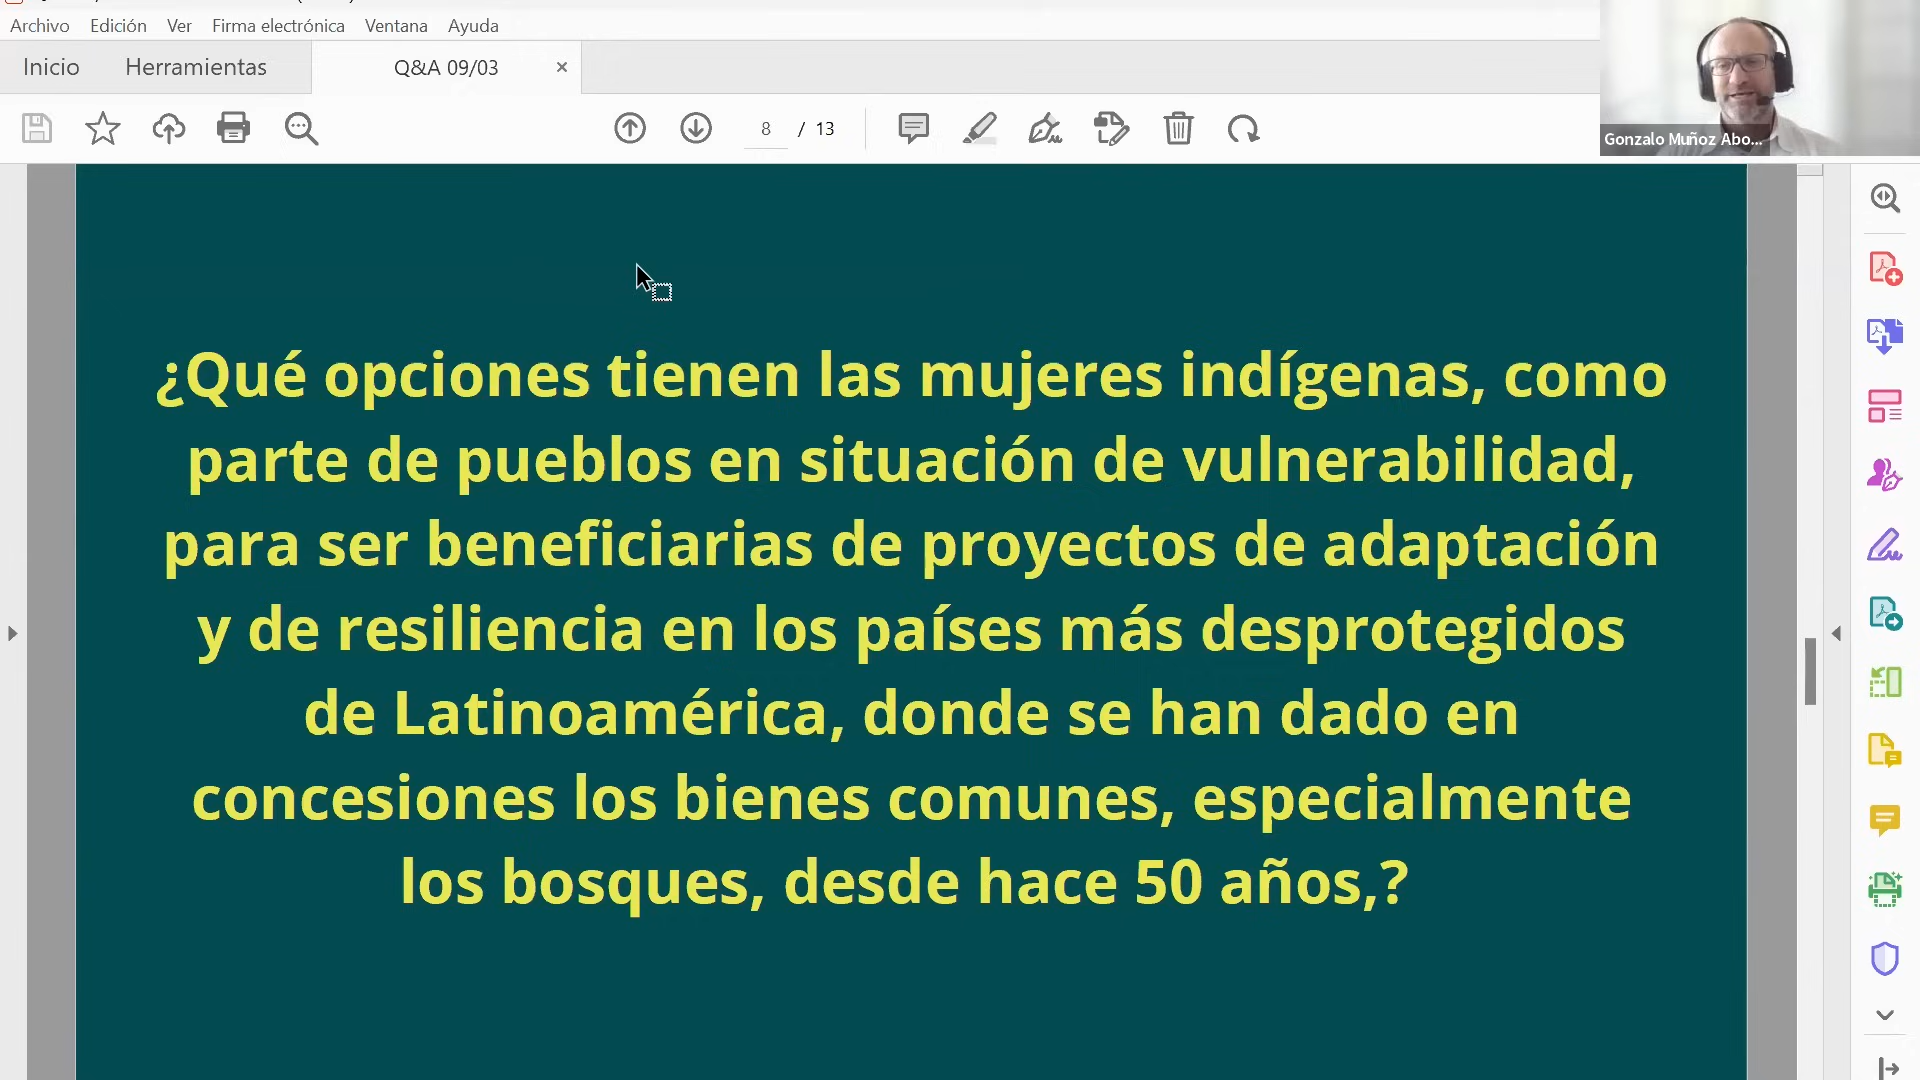 Archivo Edición Ver Firma electrónica Ventana Ayuda
Inicio Herramientas Q&A 09/03 ×
8 / 13
Gonzalo Muñoz Abo...
¿Qué opciones tienen las mujeres indígenas, como
parte de pueblos en situación de vulnerabilidad,
para ser beneficiarias de proyectos de adaptación
y de resiliencia en los países más desprotegidos
de Latinoamérica, donde se han dado en
concesiones los bienes comunes, especialmente
los bosques, desde hace 50 años,?